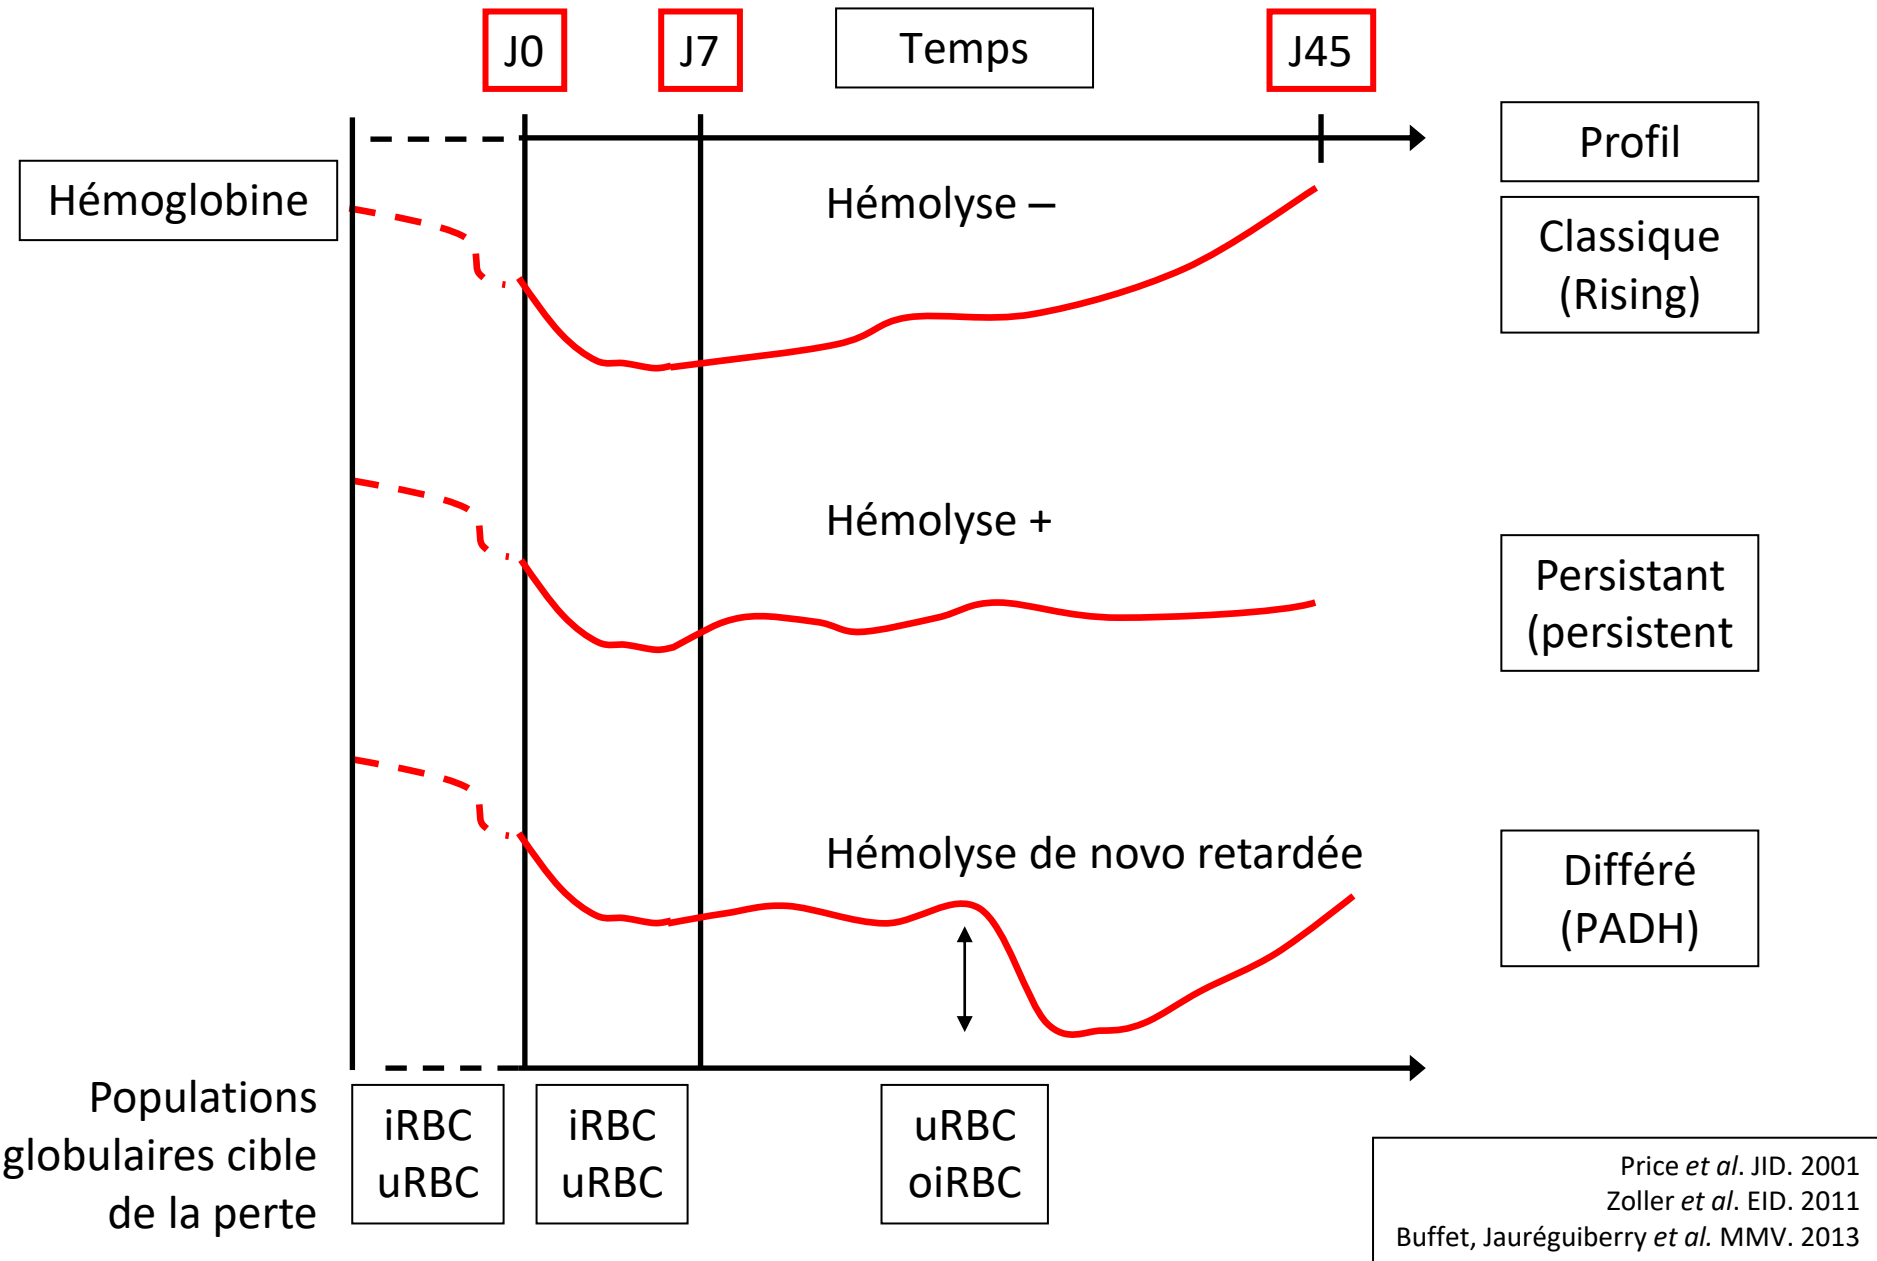 J0
J7
Temps
J45
Profil
Hémoglobine
Hémolyse –
Classique
(Rising)
Hémolyse +
Persistant
(persistent
Hémolyse de novo retardée
Différé
(PADH)
Populations
globulaires cible
de la perte
iRBC
uRBC
iRBC
uRBC
uRBC
oiRBC
Price et al. JID. 2001
Zoller et al. EID. 2011
Buffet, Jauréguiberry et al. MMV. 2013